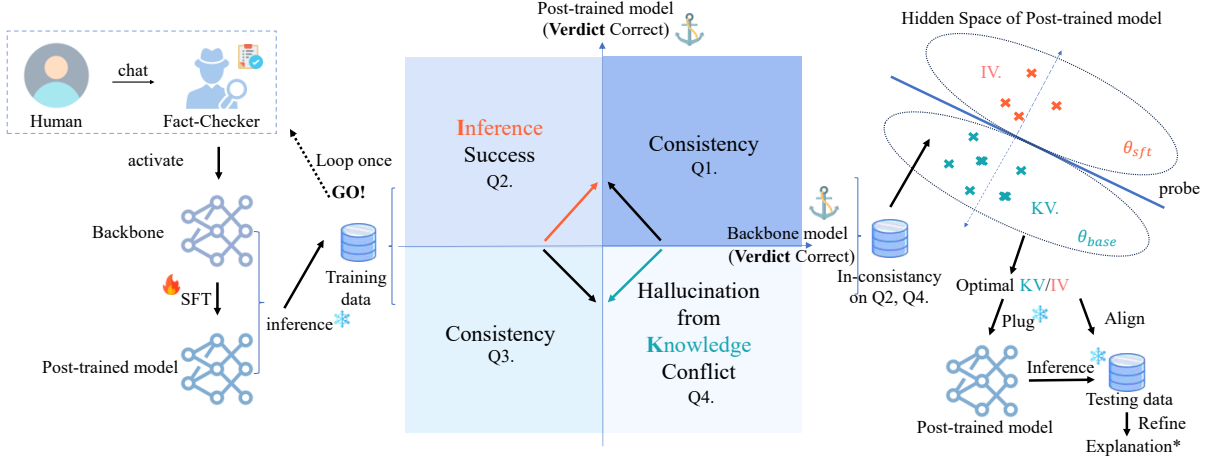 Human
chat
Fact-Checker
activate
Loop once
GO!
Backbone
SFT
inference
Training
data
Post-trained model
Post-trained model
(Verdict Correct)
Inference
Success
Q2.
Consistency
Q1.
Backbone model
(Verdict Correct)
Consistency
Q3.
Hallucination
from
Knowledge
Conflict
Q4.
In-consistancy
on Q2, Q4.
Hidden Space of Post-trained model
IV.
θsft
probe
KV.
θbase
Optimal KV/IV
Plug
Align
Inference
Post-trained model
Testing data
Refine
Explanation*